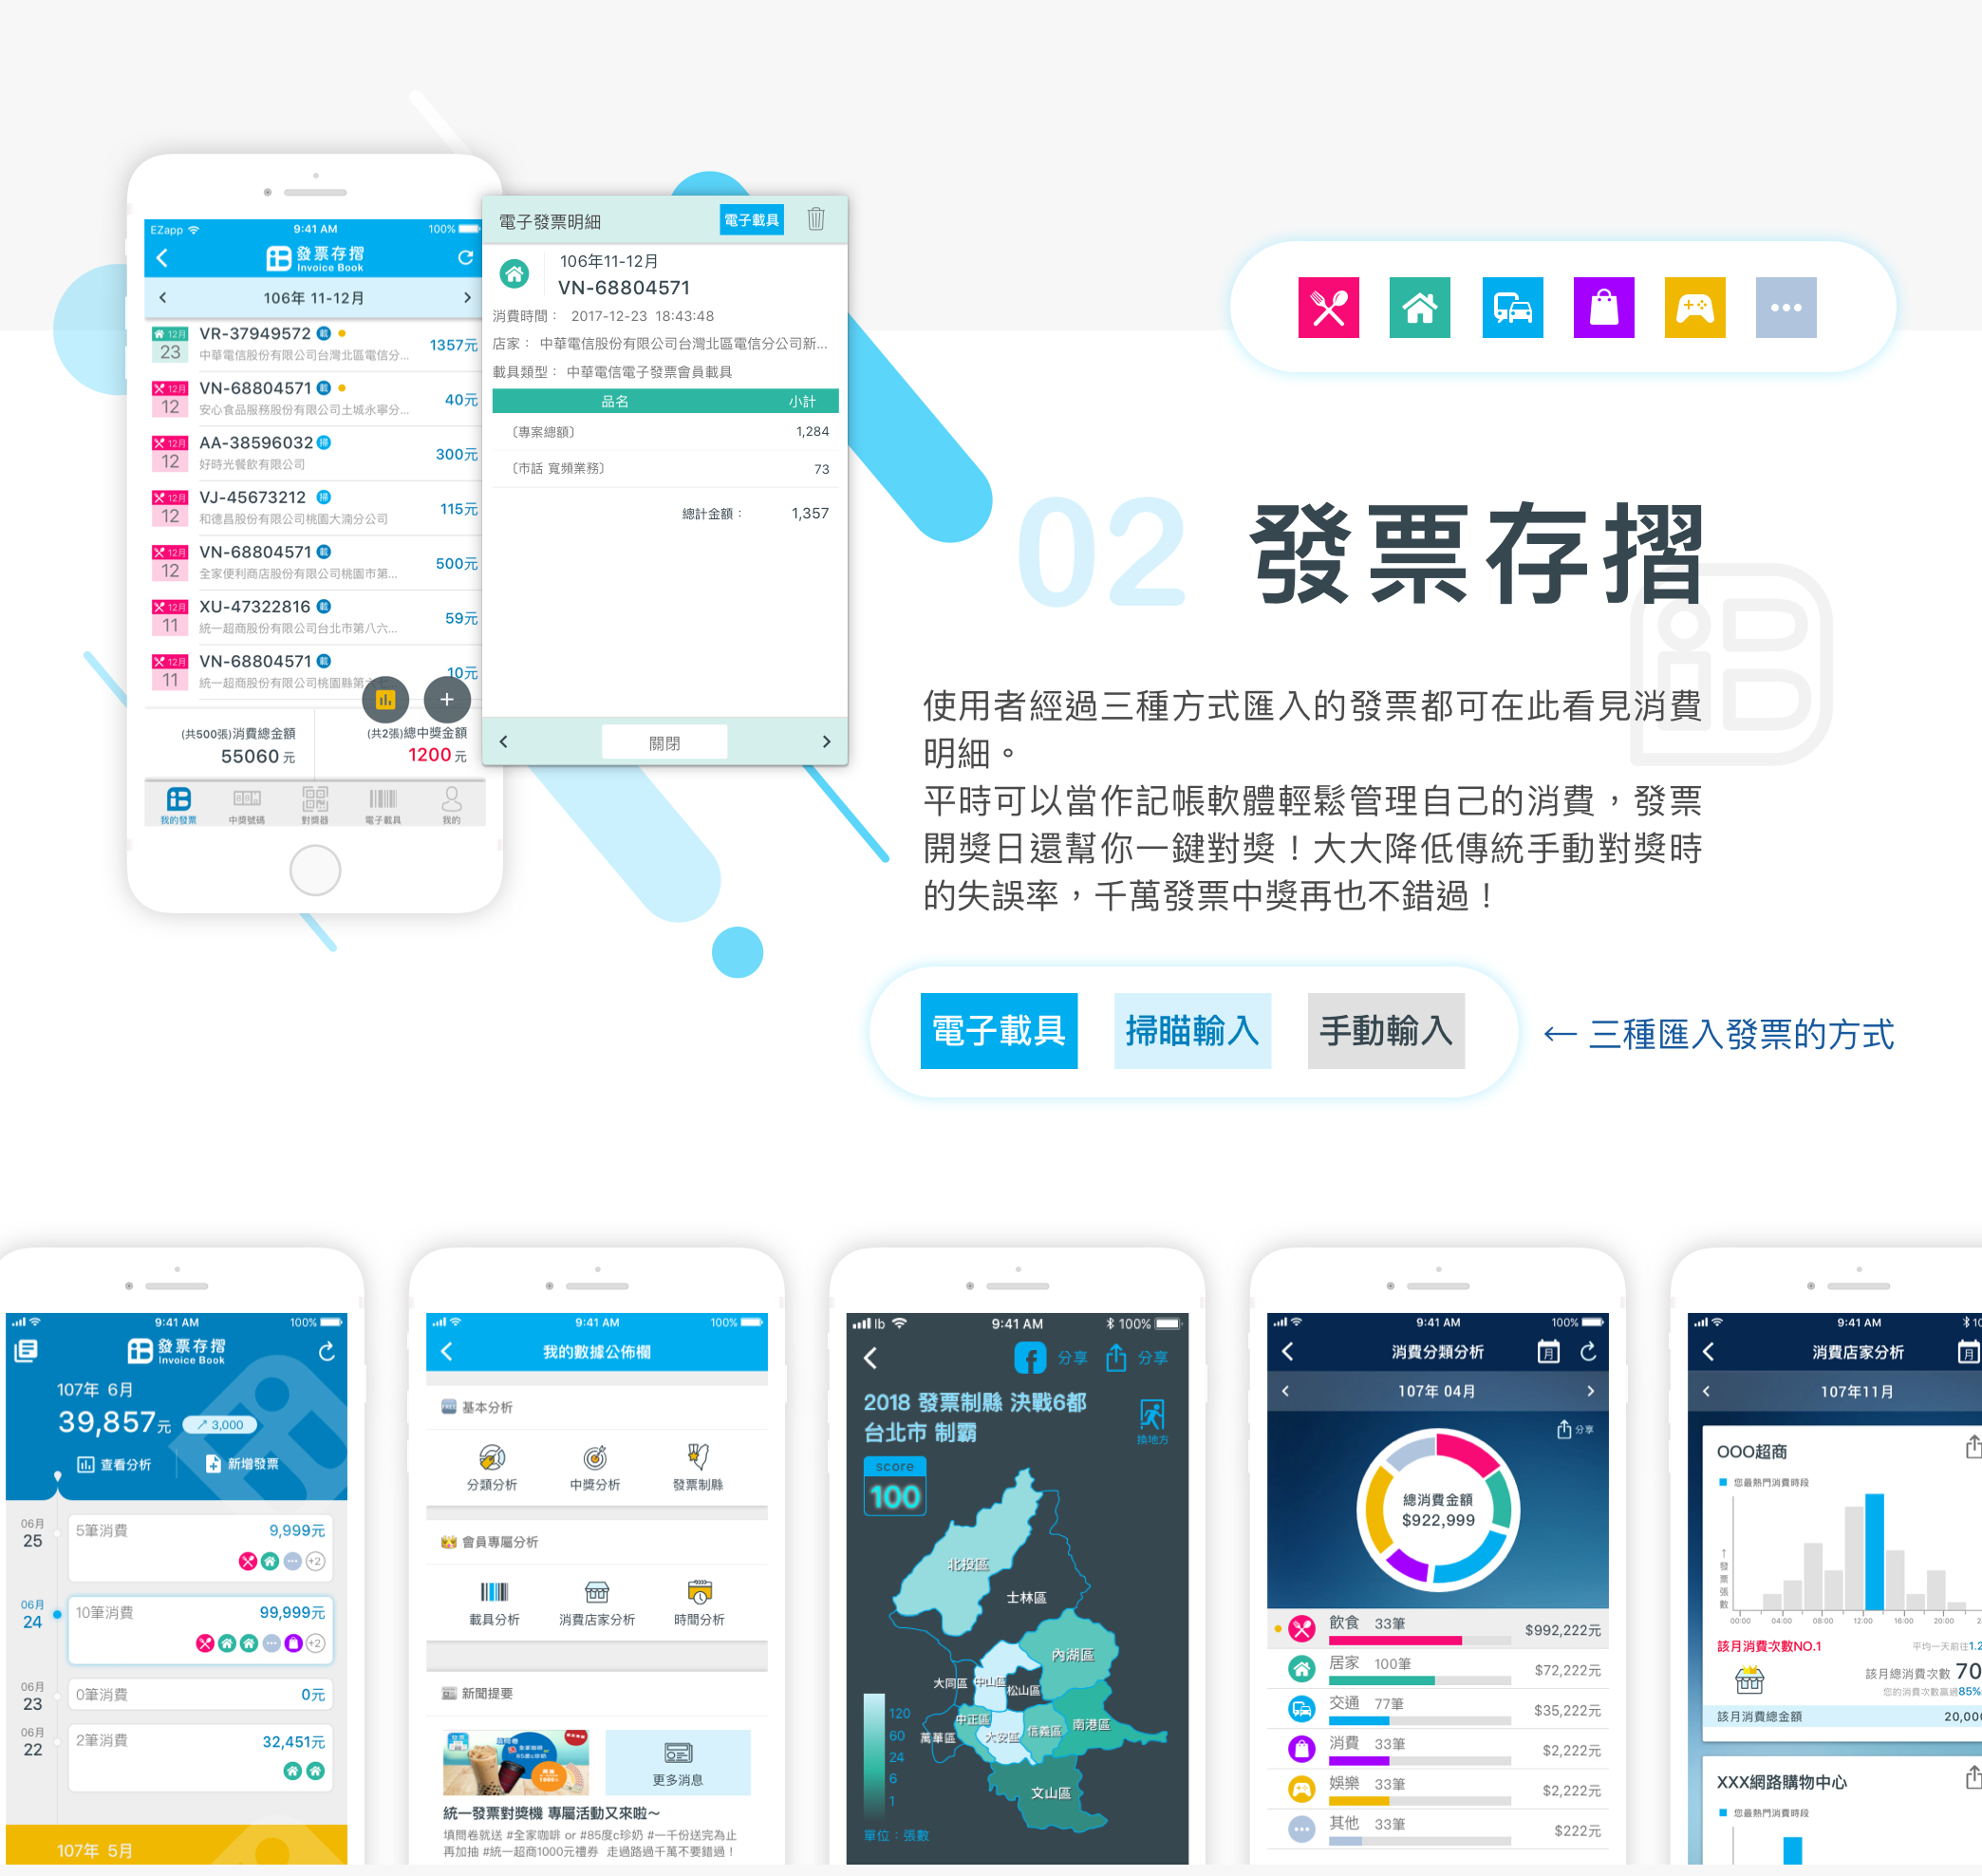 EZapp 9:41 AM 100%
發票存摺
Invoice Book
106年 11-12月
12月 23 VR-37949572 載 1357元
中華電信股份有限公司台灣北區電信分...
12月 12 VN-68804571 載 40元
安心食品服務股份有限公司土城永寧分...
12月 12 AA-38596032 掃 300元
好時光餐飲有限公司
12月 12 VJ-45673212 掃 115元
和德昌股份有限公司桃園大湳分公司
12月 12 VN-68804571 載 500元
全家便利商店股份有限公司桃園市第...
12月 11 XU-47322816 載 59元
統一超商股份有限公司台北市第八六...
12月 11 VN-68804571 載 10元
統一超商股份有限公司桃園縣第
(共500張)消費總金額 (共2張)總中獎金額
55060 元 1200 元
我的發票 中獎號碼 對獎器 電子載具 我的
電子發票明細 電子載具
106年11-12月
VN-68804571
消費時間： 2017-12-23 18:43:48
店家： 中華電信股份有限公司台灣北區電信分公司新...
載具類型： 中華電信電子發票會員載具
品名 小計
〔專案總額〕 1,284
〔市話 寬頻業務〕 73
總計金額： 1,357
關閉
02 發票存摺
使用者經過三種方式匯入的發票都可在此看見消費
明細。
平時可以當作記帳軟體輕鬆管理自己的消費，發票
開獎日還幫你一鍵對獎！大大降低傳統手動對獎時
的失誤率，千萬發票中獎再也不錯過！
電子載具 掃瞄輸入 手動輸入 ← 三種匯入發票的方式
9:41 AM 100%
發票存摺
Invoice Book
107年 6月
39,857元 ↗ 3,000
查看分析 新增發票
06月 25 5筆消費 9,999元
+2
06月 24 10筆消費 99,999元
+2
06月 23 0筆消費 0元
06月 22 2筆消費 32,451元
107年 5月
9:41 AM 100%
我的數據公佈欄
FREE 基本分析
分類分析 中獎分析 發票制縣
會員專屬分析
載具分析 消費店家分析 時間分析
新聞提要
更多消息
統一發票對獎機 專屬活動又來啦～
填問卷就送 #全家咖啡 or #85度c珍奶 #一千份送完為止
再加抽 #統一超商1000元禮券 走過路過千萬不要錯過！
lb 9:41 AM 100%
分享 分享
2018 發票制縣 決戰6都
台北市 制霸
換地方
score
100
北投區
士林區
內湖區
大同區 中山區 松山區
中正區 信義區 南港區
萬華區 大安區
文山區
120
60
24
6
1
單位：張數
9:41 AM 100%
消費分類分析 月
107年 04月
分享
總消費金額
$922,999
飲食 33筆 $992,222元
居家 100筆 $72,222元
交通 77筆 $35,222元
消費 33筆 $2,222元
娛樂 33筆 $2,222元
其他 33筆 $222元
9:41 AM 10
消費店家分析 月
107年11月
OOO超商
您最熱門消費時段
↑發票張數
00:00 04:00 08:00 12:00 16:00 20:00 2
該月消費次數NO.1 平均一天前往1.2
該月總消費次數 70
您的消費次數贏過85%
該月消費總金額 20,000
XXX網路購物中心
您最熱門消費時段